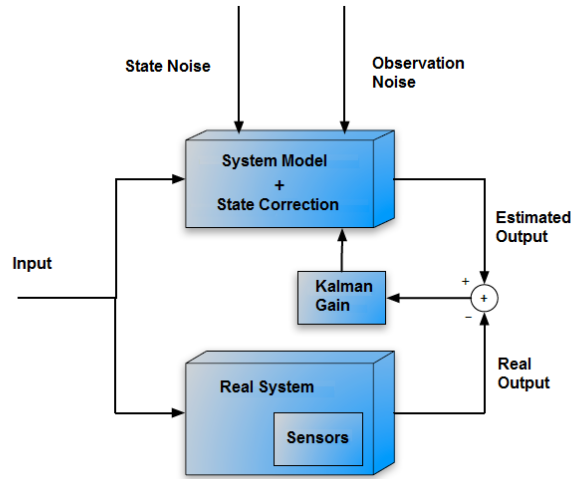 State Noise
Observation
Noise
System Model
+
State Correction
Estimated
Output
Input
Kalman
Gain
+
+
−
Real System
Real
Output
Sensors